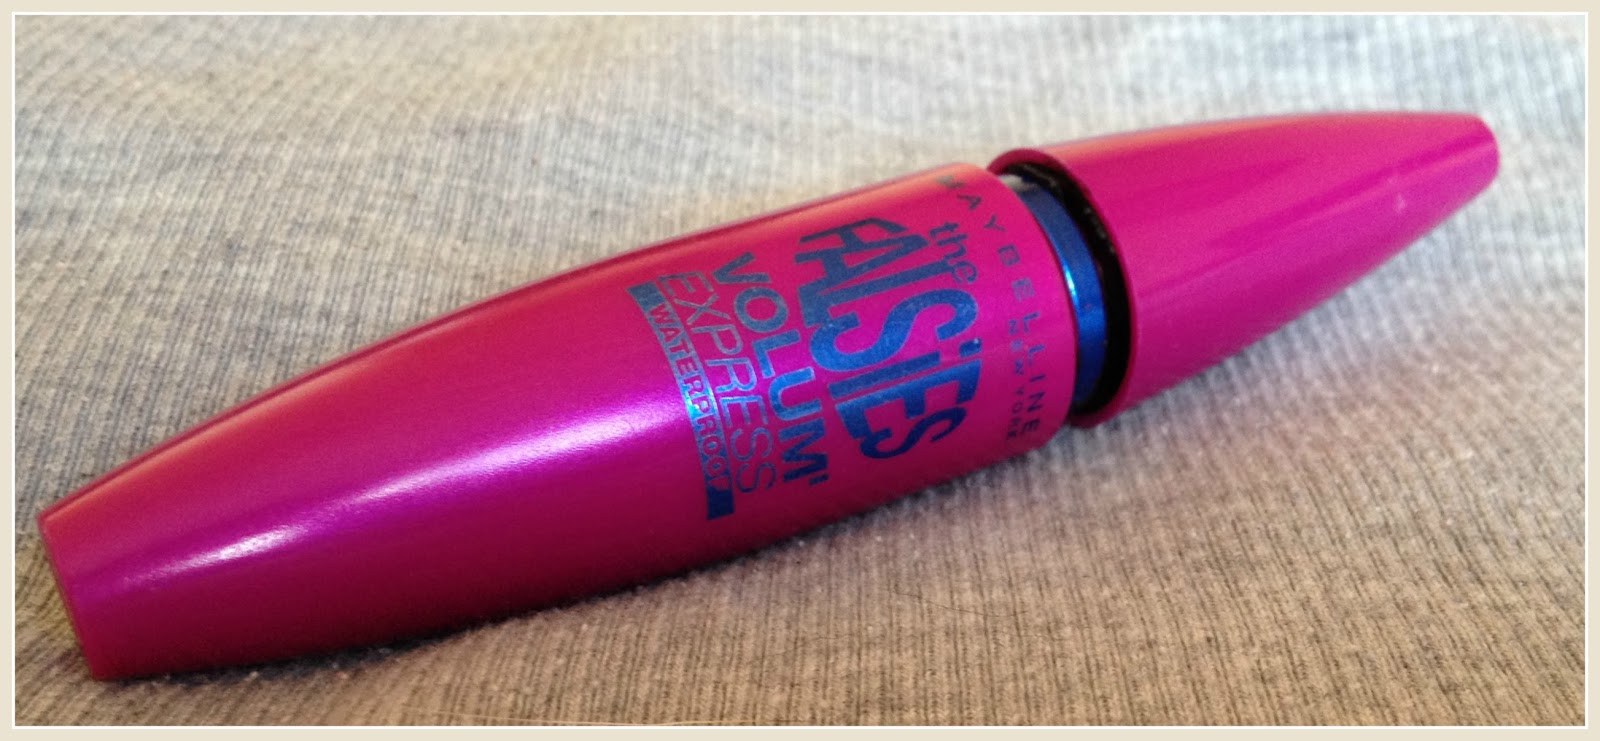 MAYBELLINE
NEW YORK
the
FALSIES
VOLUM'
EXPRESS
WATERPROOF